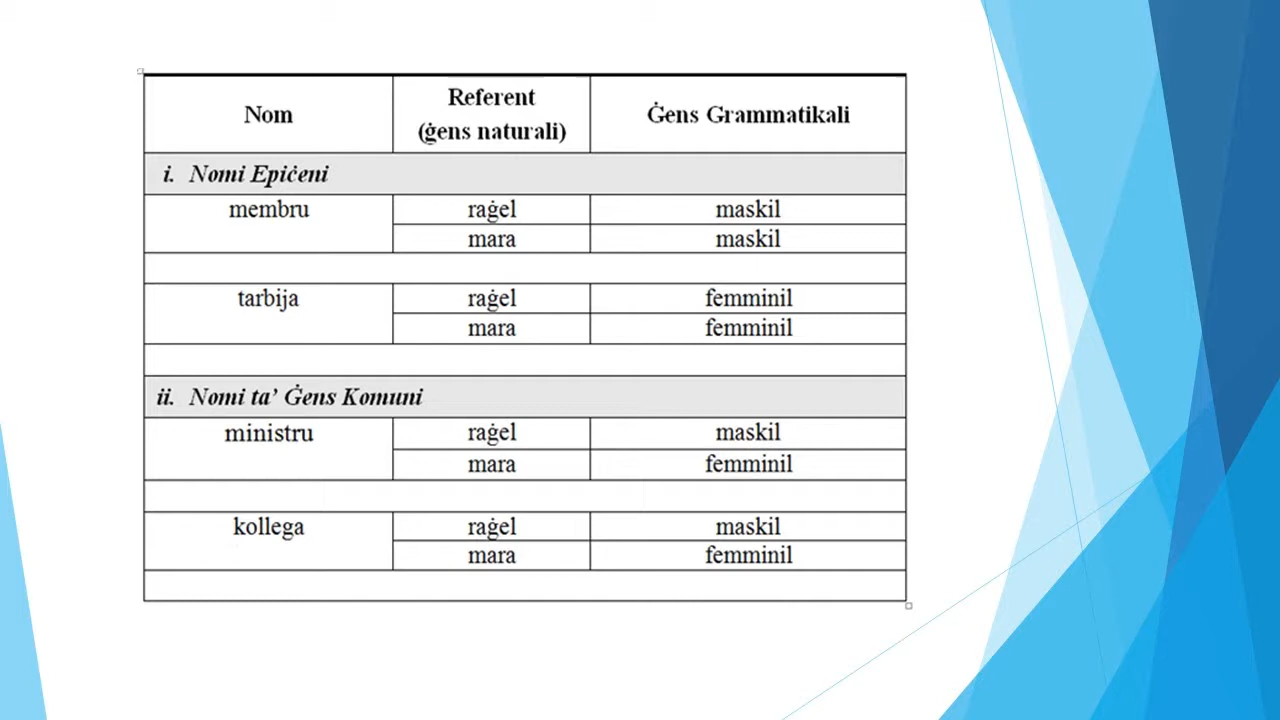 Nom
Referent
(ġens naturali)
Ġens Grammatikali
i. Nomi Epiċeni
membru raġel maskil
mara maskil
tarbija raġel femminil
mara femminil
ii. Nomi ta’ Ġens Komuni
ministru raġel maskil
mara femminil
kollega raġel maskil
mara femminil